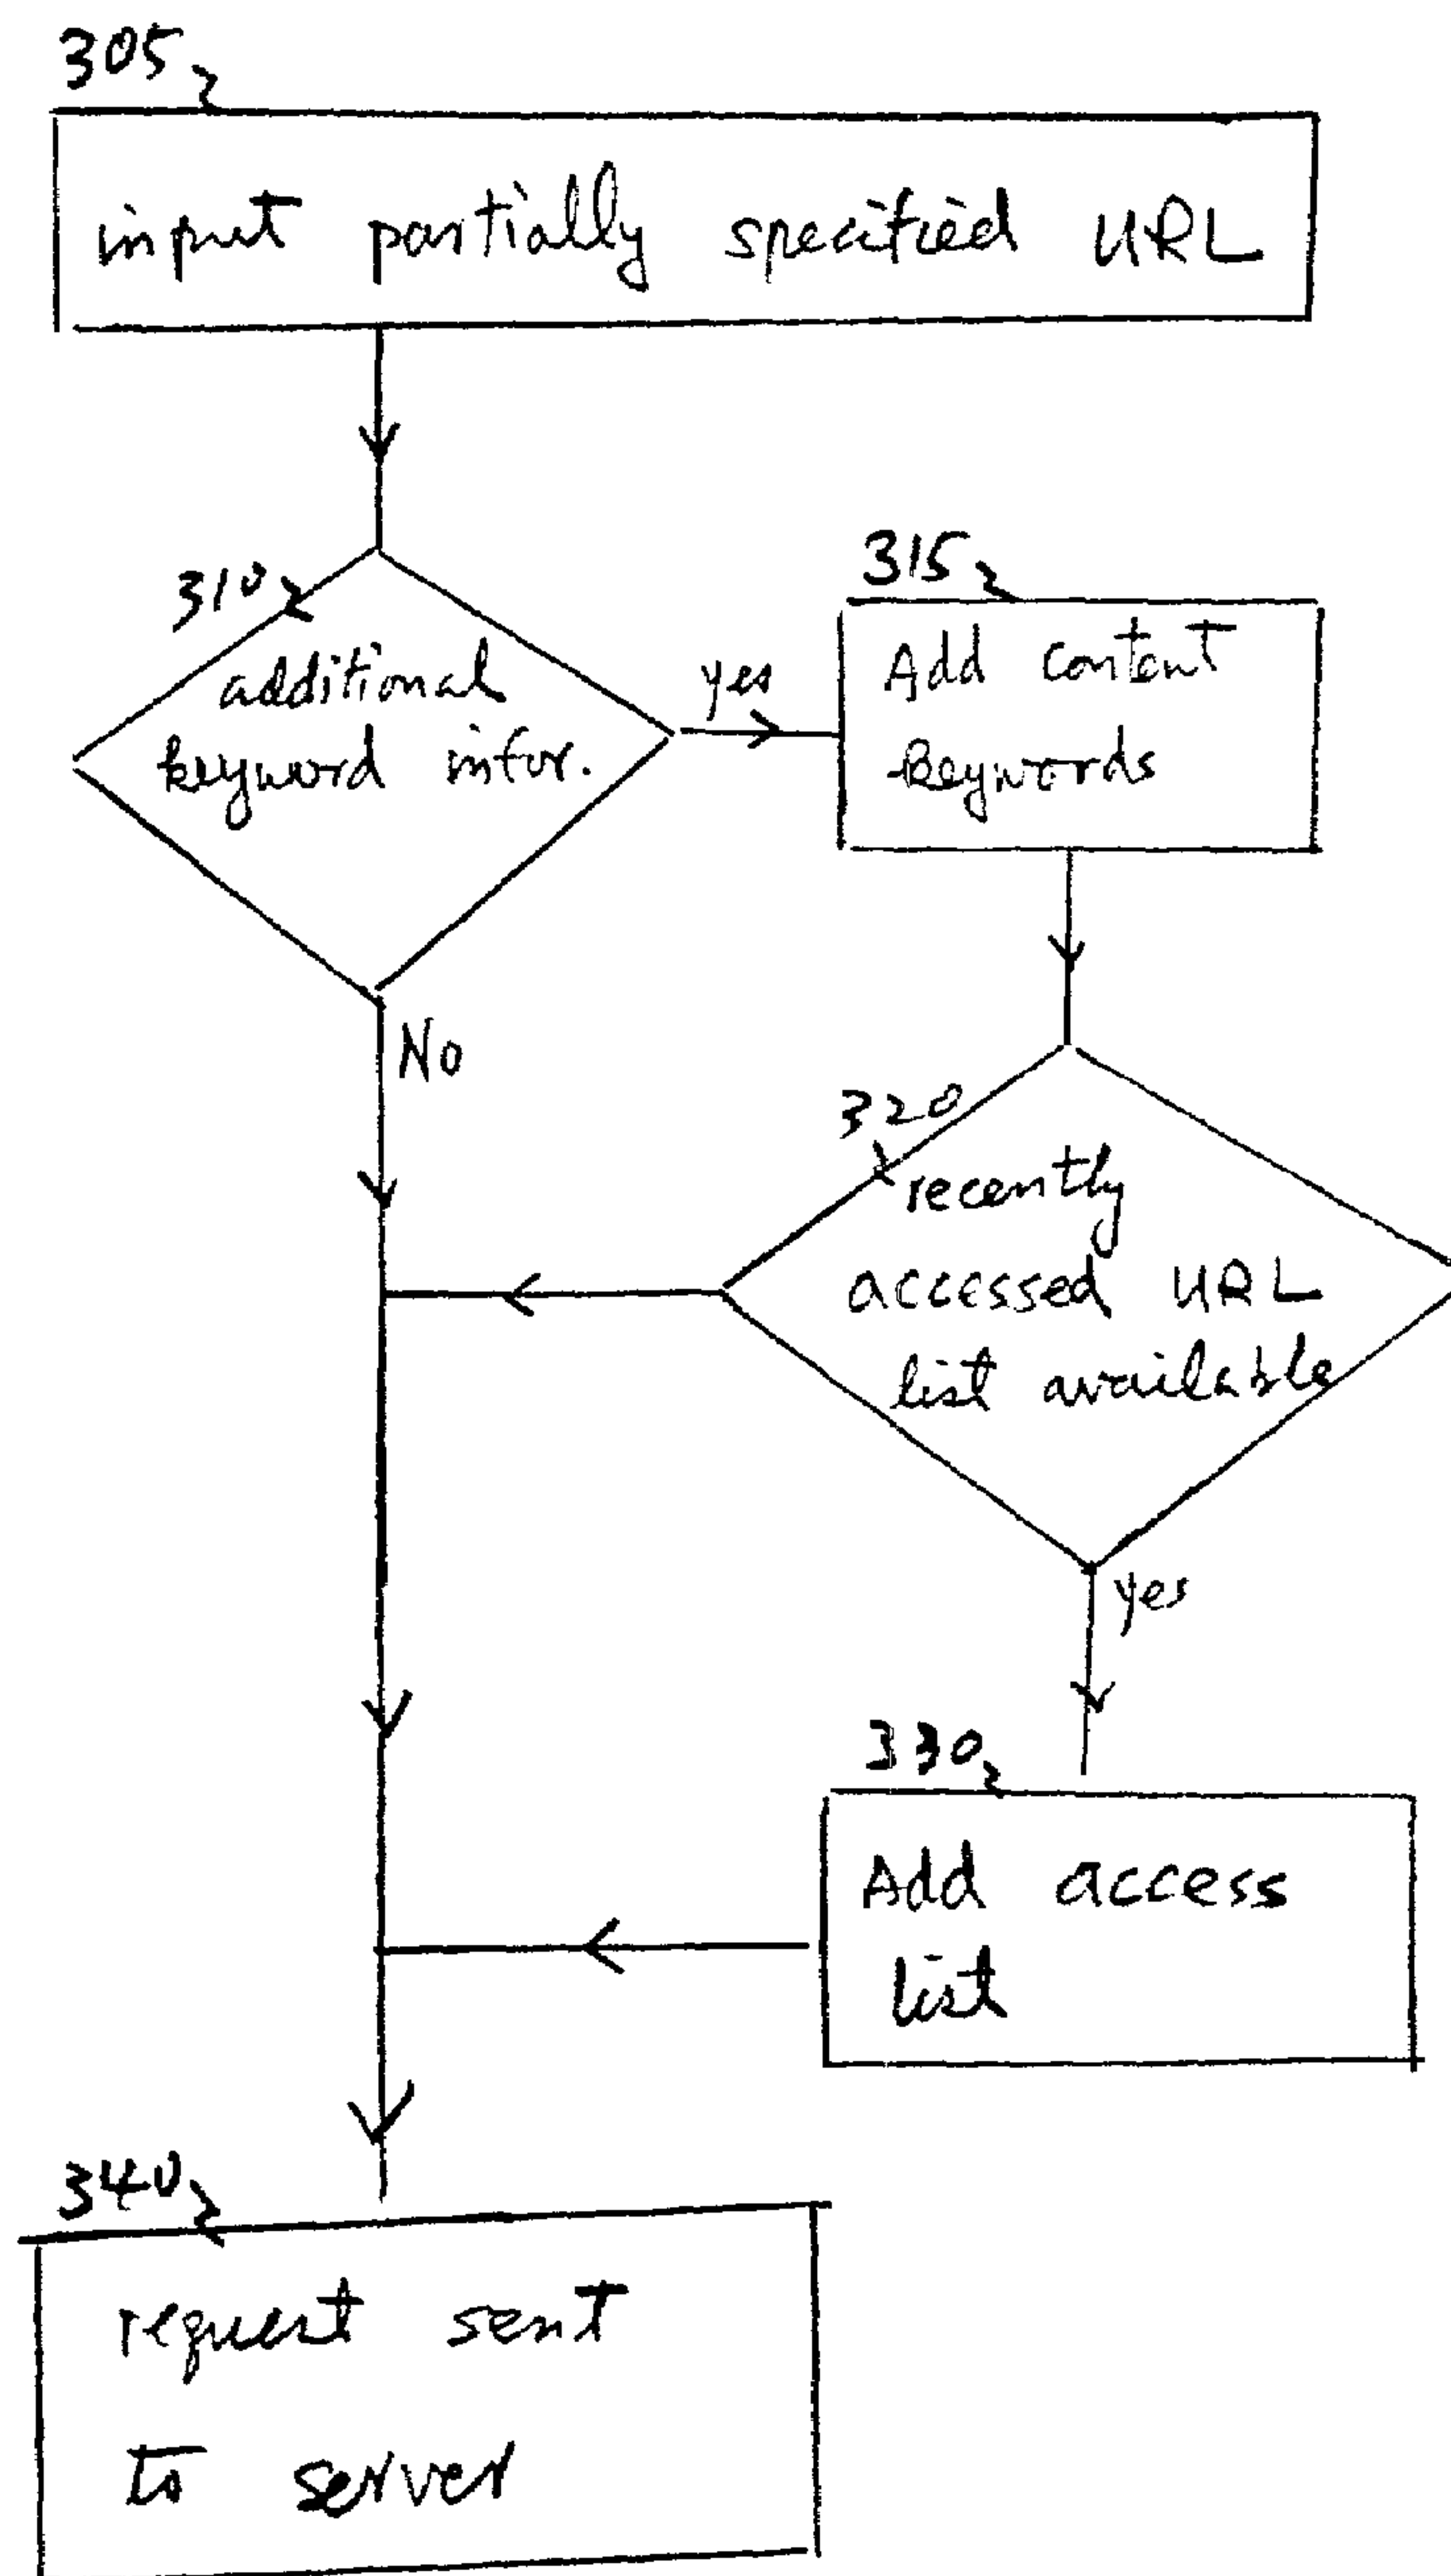 305
input partially specified URL
310
additional
keyword infor.
yes
315
Add content
keywords
No
320
recently
accessed URL
list available
yes
330
Add access
list
340
request sent
to server